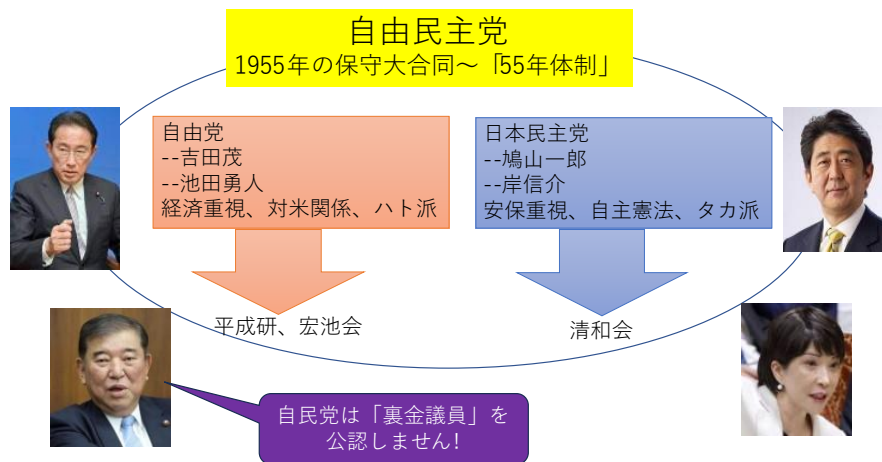 自由民主党
1955年の保守大合同～「55年体制」
自由党
--吉田茂
--池田勇人
経済重視、対米関係、ハト派
日本民主党
--鳩山一郎
--岸信介
安保重視、自主憲法、タカ派
平成研、宏池会
清和会
自民党は「裏金議員」を
公認しません!